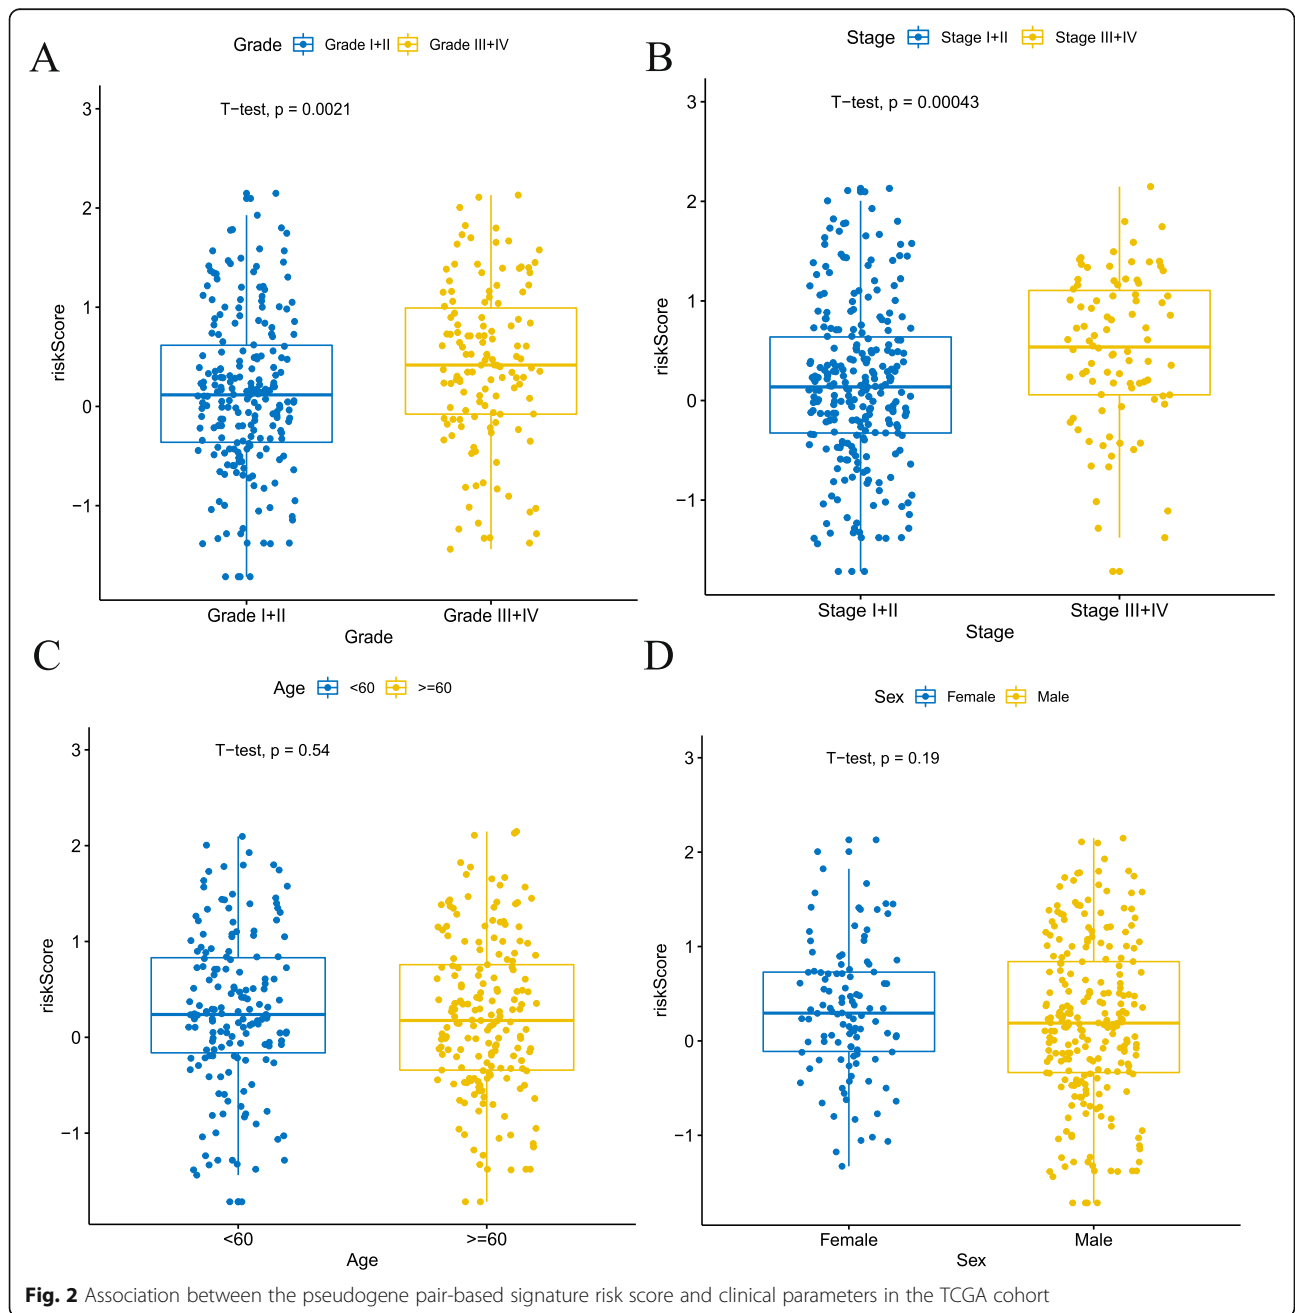 A
Grade Grade I+II Grade III+IV
T−test, p = 0.0021
3
2
1
0
−1
riskScore
Grade I+II Grade III+IV
Grade
B
Stage Stage I+II Stage III+IV
T−test, p = 0.00043
3
2
1
0
−1
riskScore
Stage I+II Stage III+IV
Stage
C
Age <60 >=60
T−test, p = 0.54
3
2
1
0
−1
riskScore
<60 >=60
Age
D
Sex Female Male
T−test, p = 0.19
3
2
1
0
−1
riskScore
Female Male
Sex
Fig. 2 Association between the pseudogene pair-based signature risk score and clinical parameters in the TCGA cohort